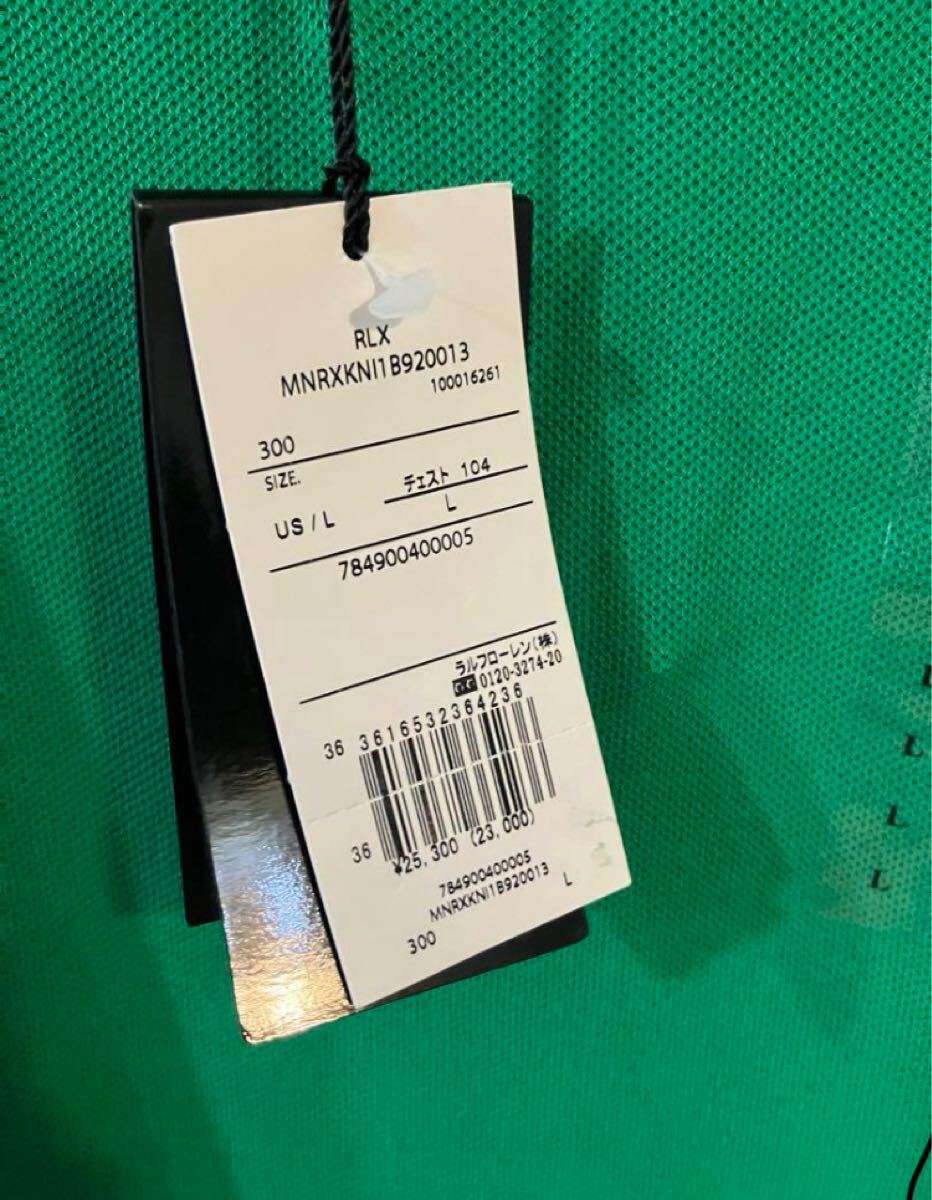 RLX
MNRXKNI1B920013
100016261
300
SIZE.
チェスト 104
US / L
L
784900400005
ラルフローレン(株)
0120-3274-20
36 3616532364236
36
¥25,300 (23,000)
784900400005
MNRXKNI1B920013 L
300
L
L
L